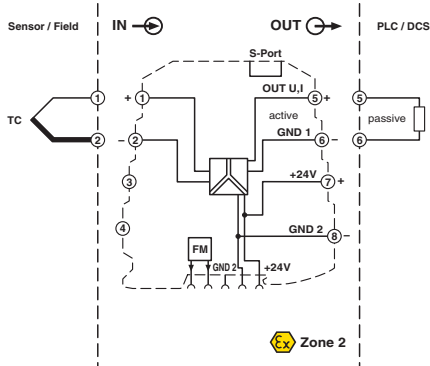 Sensor / Field IN OUT PLC / DCS
S-Port
OUT U,I
1 + 1 5 + 5
TC active passive
GND 1
2 – 2 6 – 6
+24V
3 7 +
4 GND 2 8 –
FM GND 2 +24V
Ex Zone 2